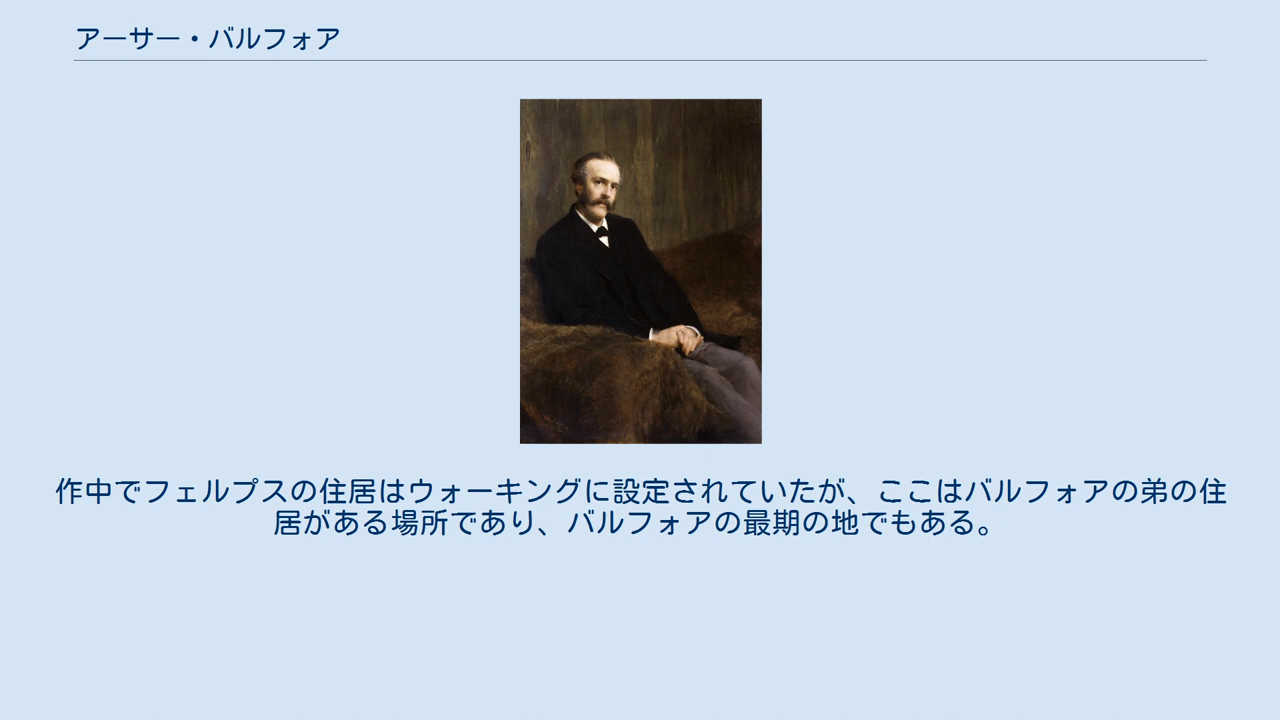 アーサー・バルフォア
作中でフェルプスの住居はウォーキングに設定されていたが、ここはバルフォアの弟の住
居がある場所であり、バルフォアの最期の地でもある。